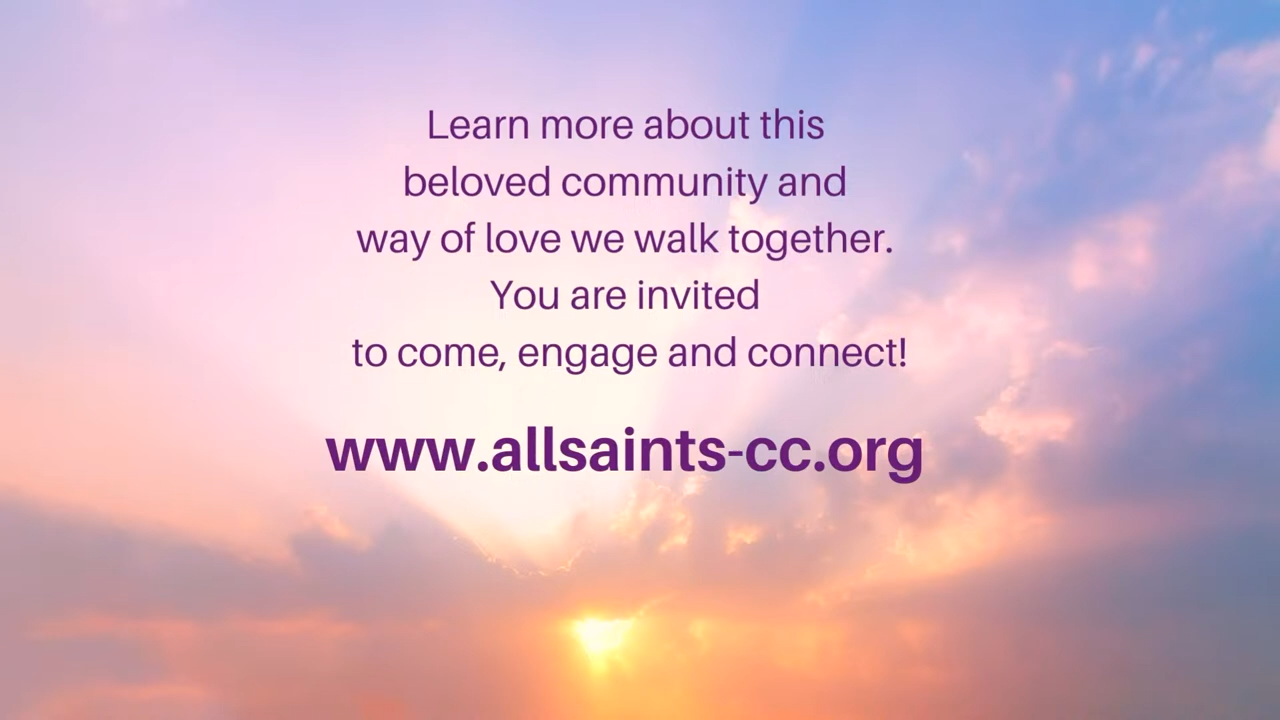 Learn more about this
beloved community and
way of love we walk together.
You are invited
to come, engage and connect!
www.allsaints-cc.org